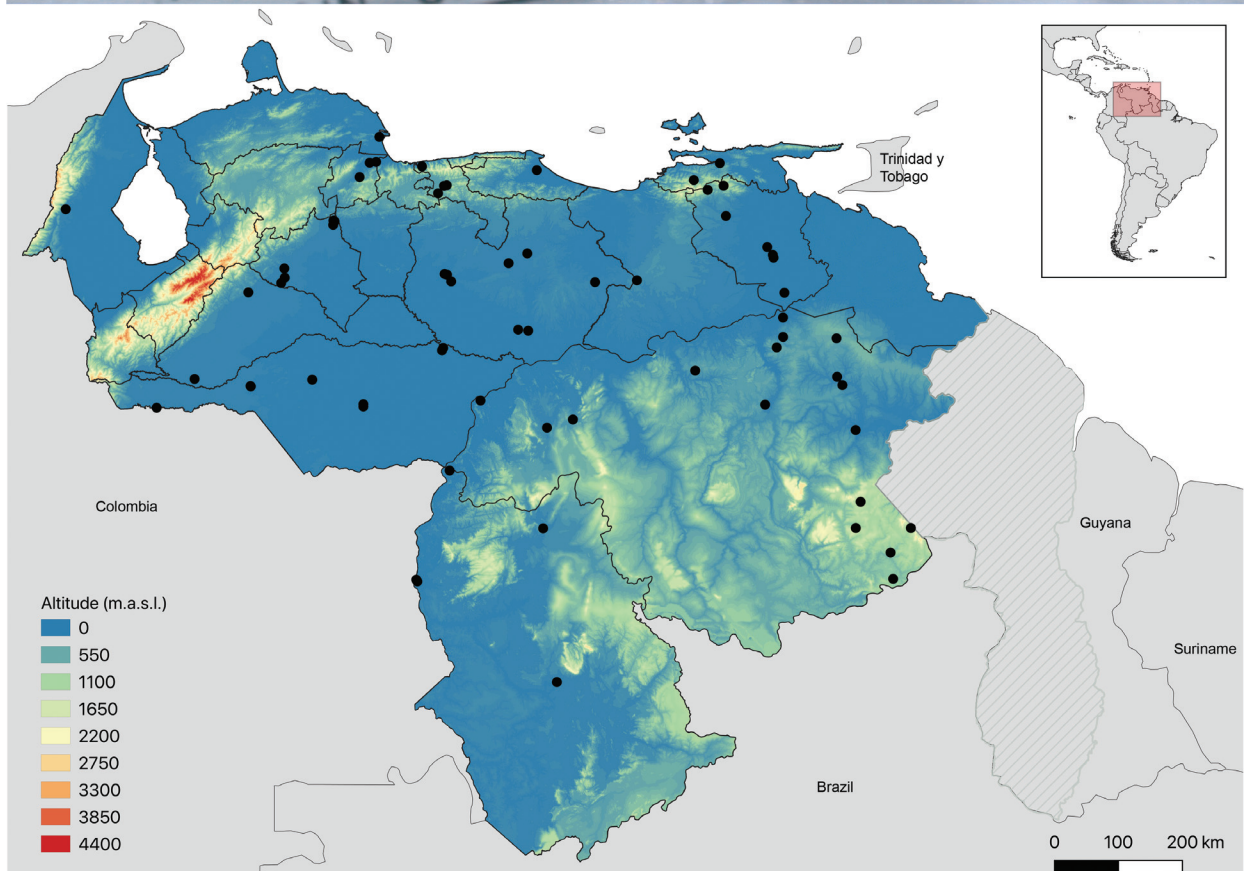 Trinidad y
Tobago
Colombia
Guyana
Suriname
Brazil
Altitude (m.a.s.l.)
0
550
1100
1650
2200
2750
3300
3850
4400
0 100 200 km